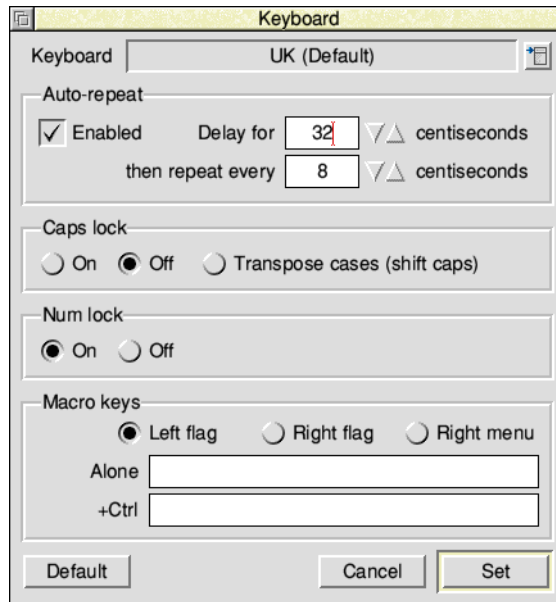 Keyboard
Keyboard UK (Default)
Auto-repeat
Enabled Delay for 32 centiseconds
then repeat every 8 centiseconds
Caps lock
On Off Transpose cases (shift caps)
Num lock
On Off
Macro keys
Left flag Right flag Right menu
Alone
+Ctrl
Default Cancel Set